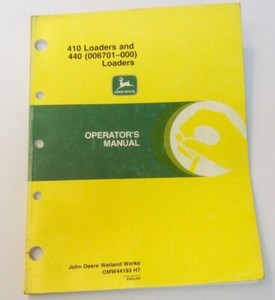 410 Loaders and
440 (006701-000)
Loaders
JOHN DEERE
OPERATOR'S
MANUAL
John Deere Welland Works
OMW44193 H7